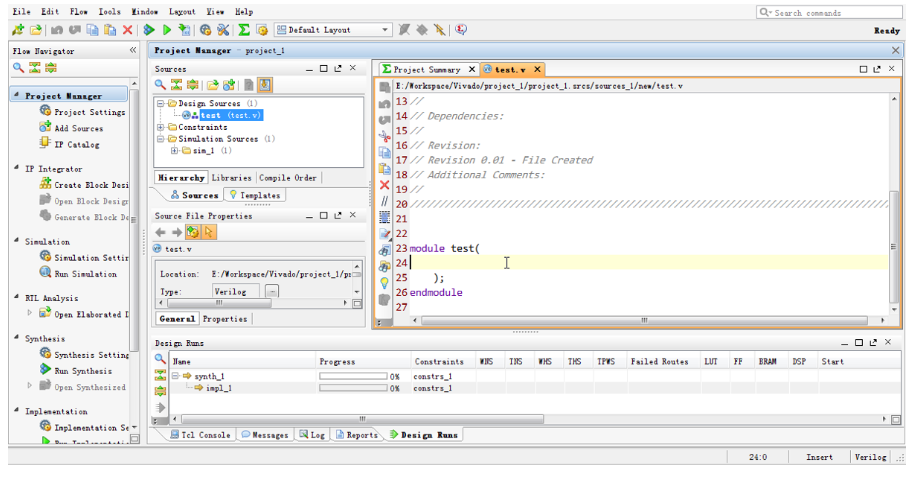 File Edit Flow Tools Window Layout View Help
Search commands
Default Layout
Ready
Flow Navigator
Project Manager
Project Settings
Add Sources
IP Catalog
IP Integrator
Create Block Desi
Open Block Desigr
Generate Block De
Simulation
Simulation Settir
Run Simulation
RTL Analysis
Open Elaborated I
Synthesis
Synthesis Setting
Run Synthesis
Open Synthesized
Implementation
Implementation Se
Project Manager - project_1
Sources
Design Sources (1)
test (test.v)
Constraints
Simulation Sources (1)
sim_1 (1)
Hierarchy Libraries Compile Order
Sources Templates
Source File Properties
test.v
Location: E:/Workspace/Vivado/project_1/pr
Type: Verilog
General Properties
Project Summary test.v
E:/Workspace/Vivado/project_1/project_1.srcs/sources_1/new/test.v
13 //
14 // Dependencies:
15 //
16 // Revision:
17 // Revision 0.01 - File Created
18 // Additional Comments:
19 //
20 //////////////////////////////////////////////////////////////////////////////////
21
22
23 module test(
24
25 );
26 endmodule
27
Design Runs
Name Progress Constraints WNS TNS WHS THS TPWS Failed Routes LUT FF BRAM DSP Start
synth_1 0% constrs_1
impl_1 0% constrs_1
Tcl Console Messages Log Reports Design Runs
24:0 Insert Verilog